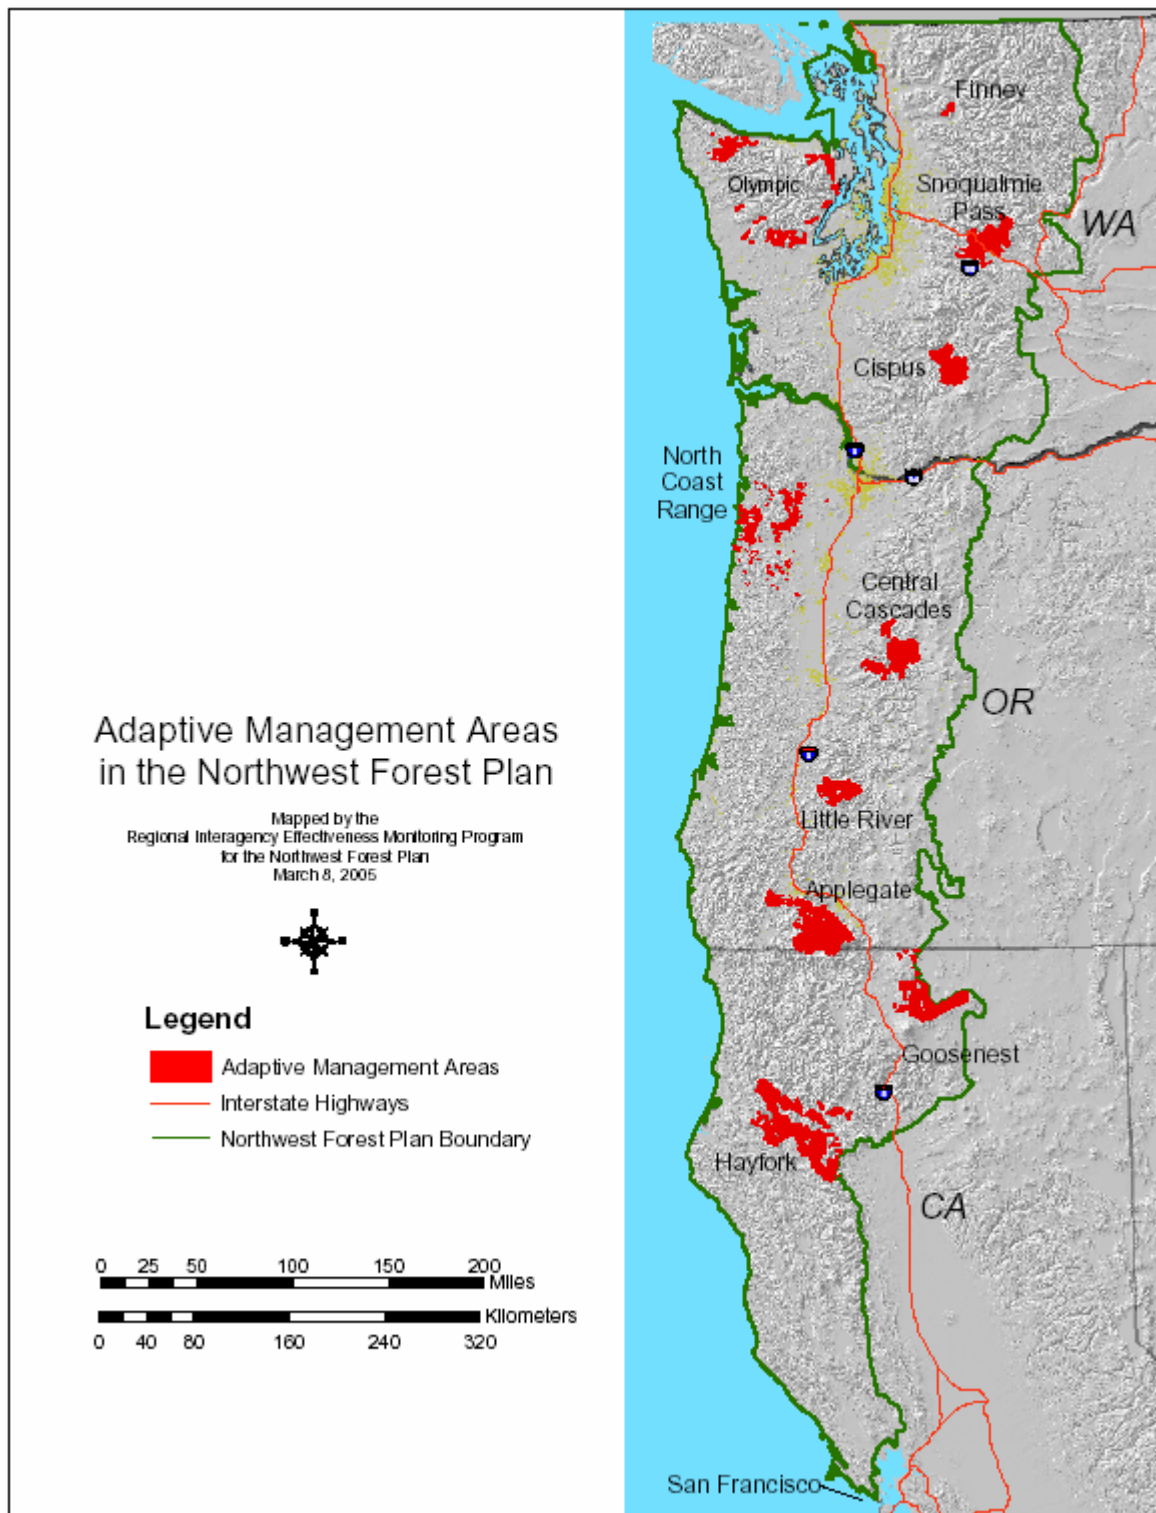 Finney
Olympic
Snoqualmie
Pass
WA
Cispus
North
Coast
Range
Central
Cascades
OR
Adaptive Management Areas
in the Northwest Forest Plan
Mapped by the
Regional Interagency Effectiveness Monitoring Program
for the Northwest Forest Plan
March 8, 2005
Little River
Applegate
Legend
Adaptive Management Areas
Interstate Highways
Northwest Forest Plan Boundary
Goosenest
Hayfork
CA
0 25 50 100 150 200
Miles
Kilometers
0 40 80 160 240 320
San Francisco